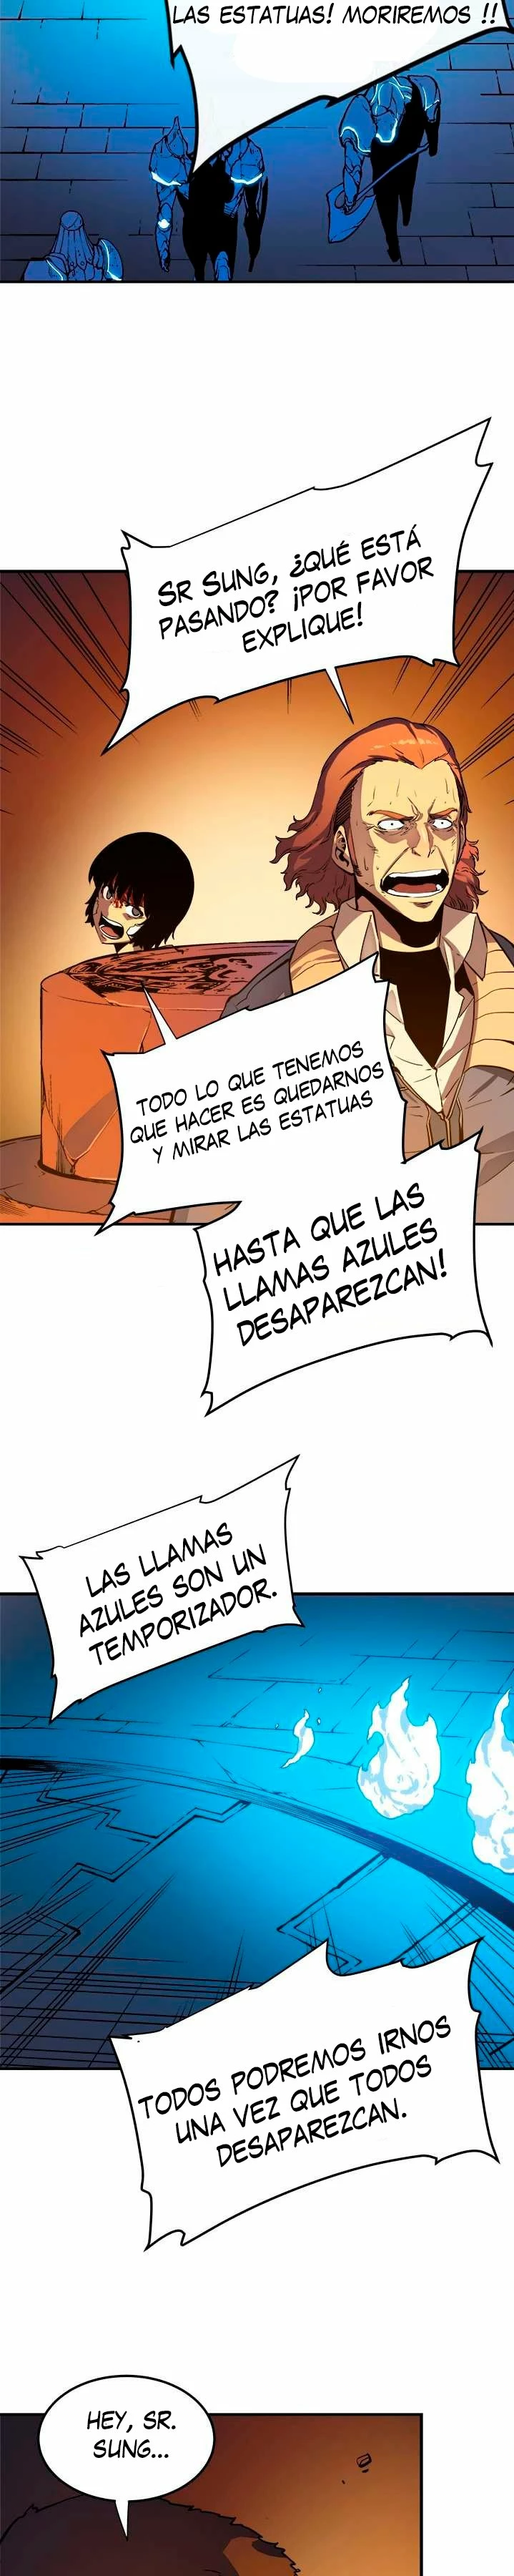 LAS ESTATUAS! MORIREMOS !!
SR SUNG, ¿QUÉ ESTÁ
PASANDO? ¡POR FAVOR
EXPLIQUE!
TODO LO QUE TENEMOS
QUE HACER ES QUEDARNOS
Y MIRAR LAS ESTATUAS
HASTA QUE LAS
LLAMAS AZULES
DESAPAREZCAN!
LAS LLAMAS
AZULES SON UN
TEMPORIZADOR.
TODOS PODREMOS IRNOS
UNA VEZ QUE TODOS
DESAPAREZCAN.
HEY, SR.
SUNG...